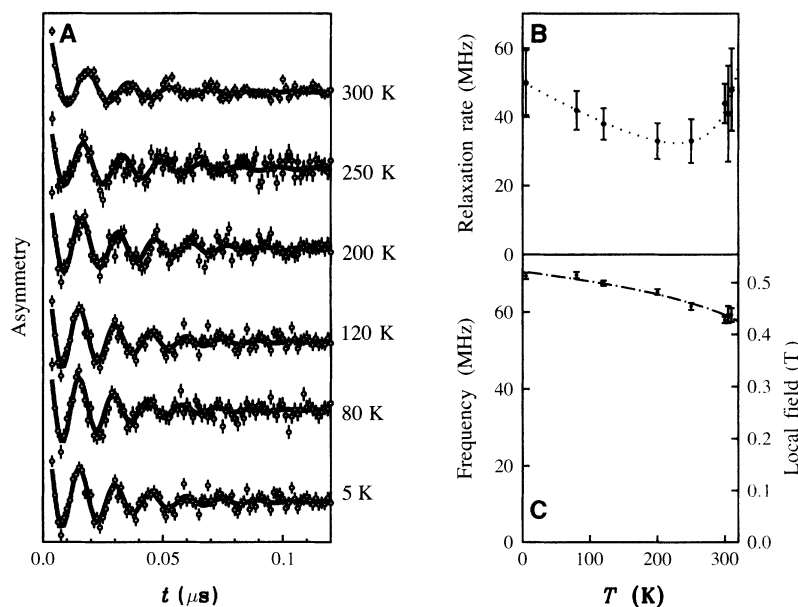 A
300 K
250 K
200 K
120 K
80 K
5 K
Asymmetry
0.0
0.05
0.1
t (μs)
B
Relaxation rate (MHz)
60
40
20
0
C
Frequency (MHz)
60
40
20
0
Local field (T)
0.5
0.4
0.3
0.2
0.1
0.0
0
100
200
300
T (K)